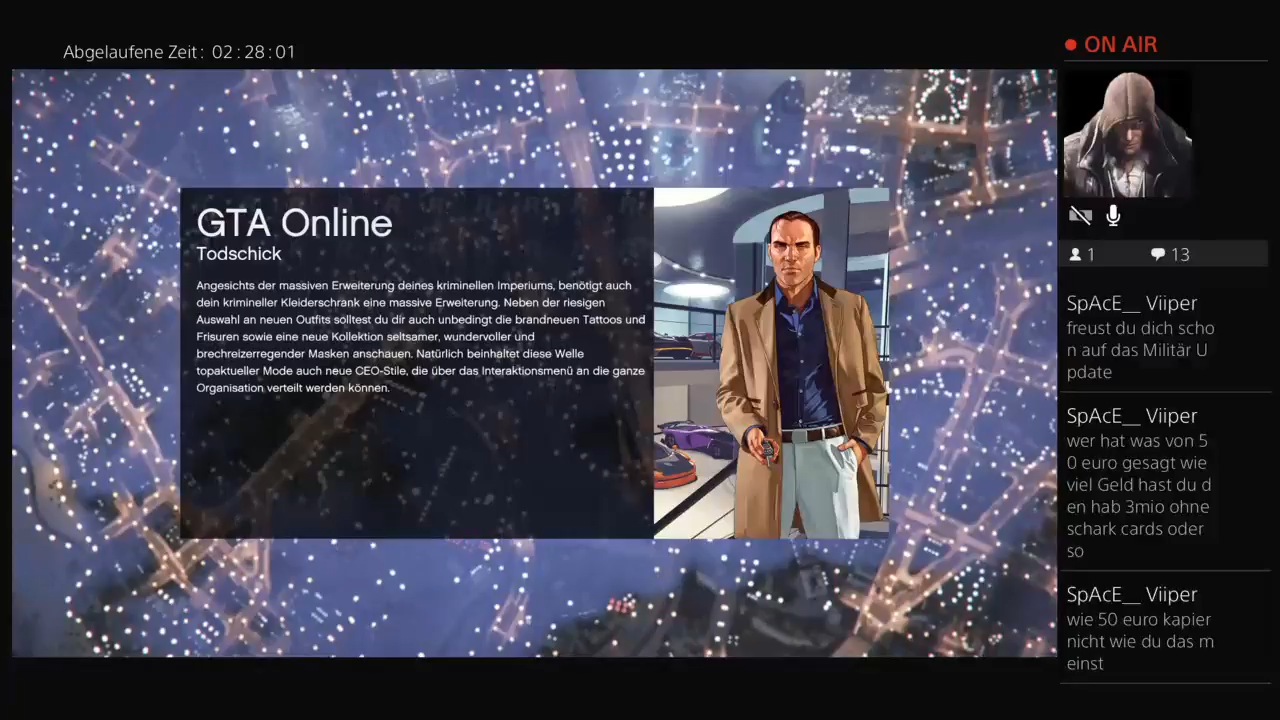 Abgelaufene Zeit: 02:28:01
ON AIR
GTA Online
Todschick
Angesichts der massiven Erweiterung deines kriminellen Imperiums, benötigt auch
dein krimineller Kleiderschrank eine massive Erweiterung. Neben der riesigen
Auswahl an neuen Outfits solltest du dir auch unbedingt die brandneuen Tattoos und
Frisuren sowie eine neue Kollektion seltsamer, wundervoller und
brechreizerregender Masken anschauen. Natürlich beinhaltet diese Welle
topaktueller Mode auch neue CEO-Stile, die über das Interaktionsmenü an die ganze
Organisation verteilt werden können.
1 13
SpAcE__ Viiper
freust du dich scho
n auf das Militär U
pdate
SpAcE__ Viiper
wer hat was von 5
0 euro gesagt wie
viel Geld hast du d
en hab 3mio ohne
schark cards oder
so
SpAcE__ Viiper
wie 50 euro kapier
nicht wie du das m
einst